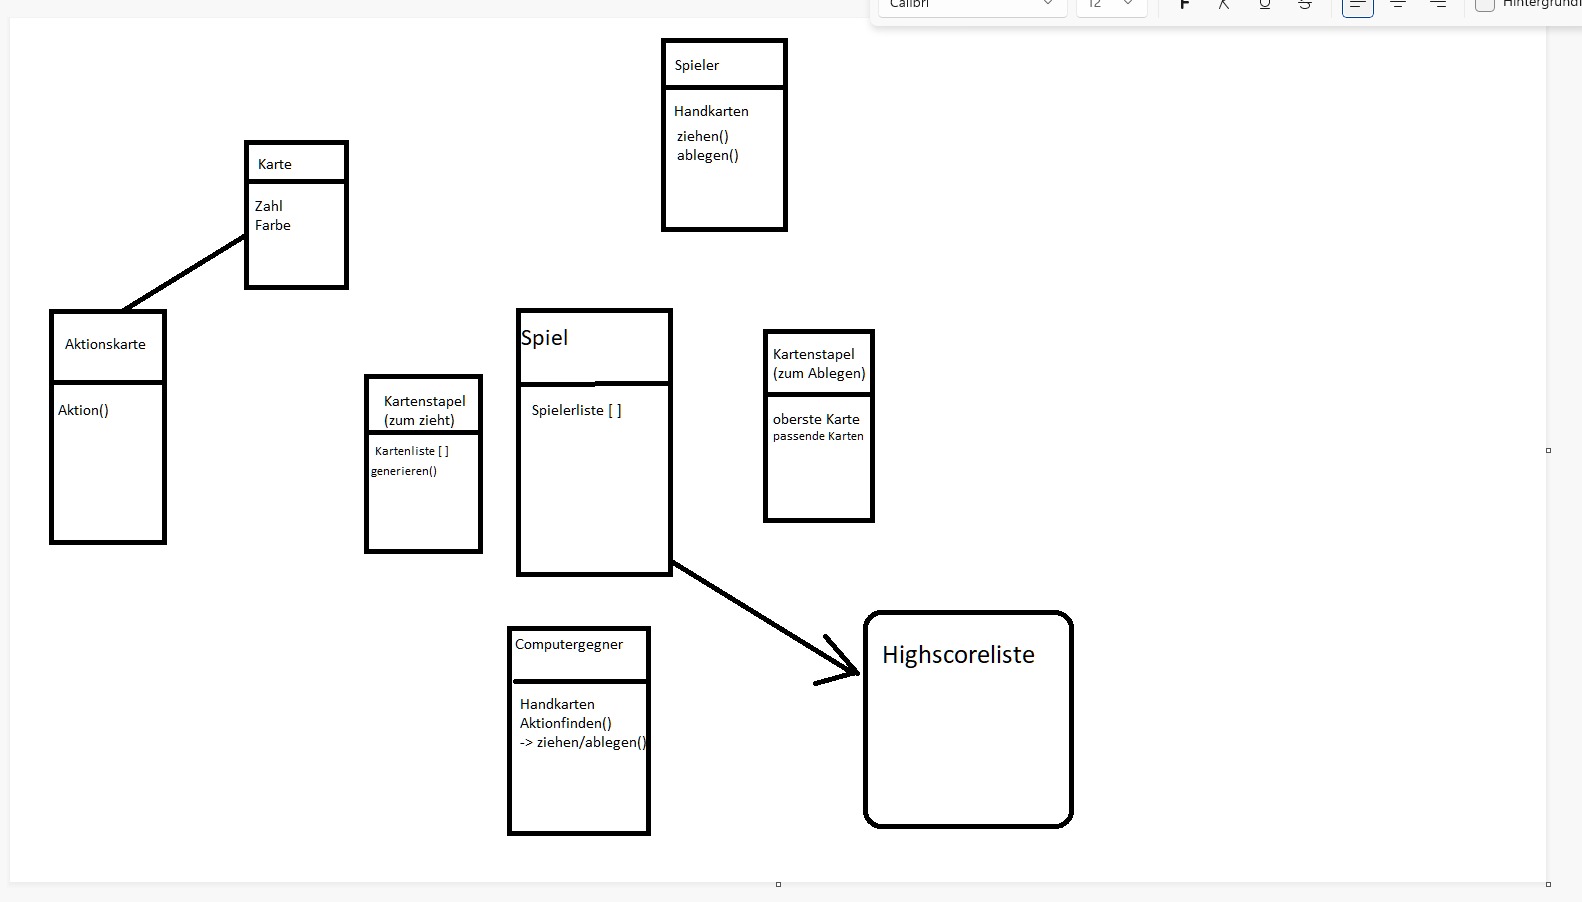 Calibri
12
F
K
U
S
Spieler
Handkarten
ziehen()
ablegen()
Karte
Zahl
Farbe
Aktionskarte
Aktion()
Kartenstapel
(zum zieht)
Kartenliste [ ]
generieren()
Spiel
Spielerliste [ ]
Kartenstapel
(zum Ablegen)
oberste Karte
passende Karten
Computergegner
Handkarten
Aktionfinden()
-> ziehen/ablegen()
Highscoreliste